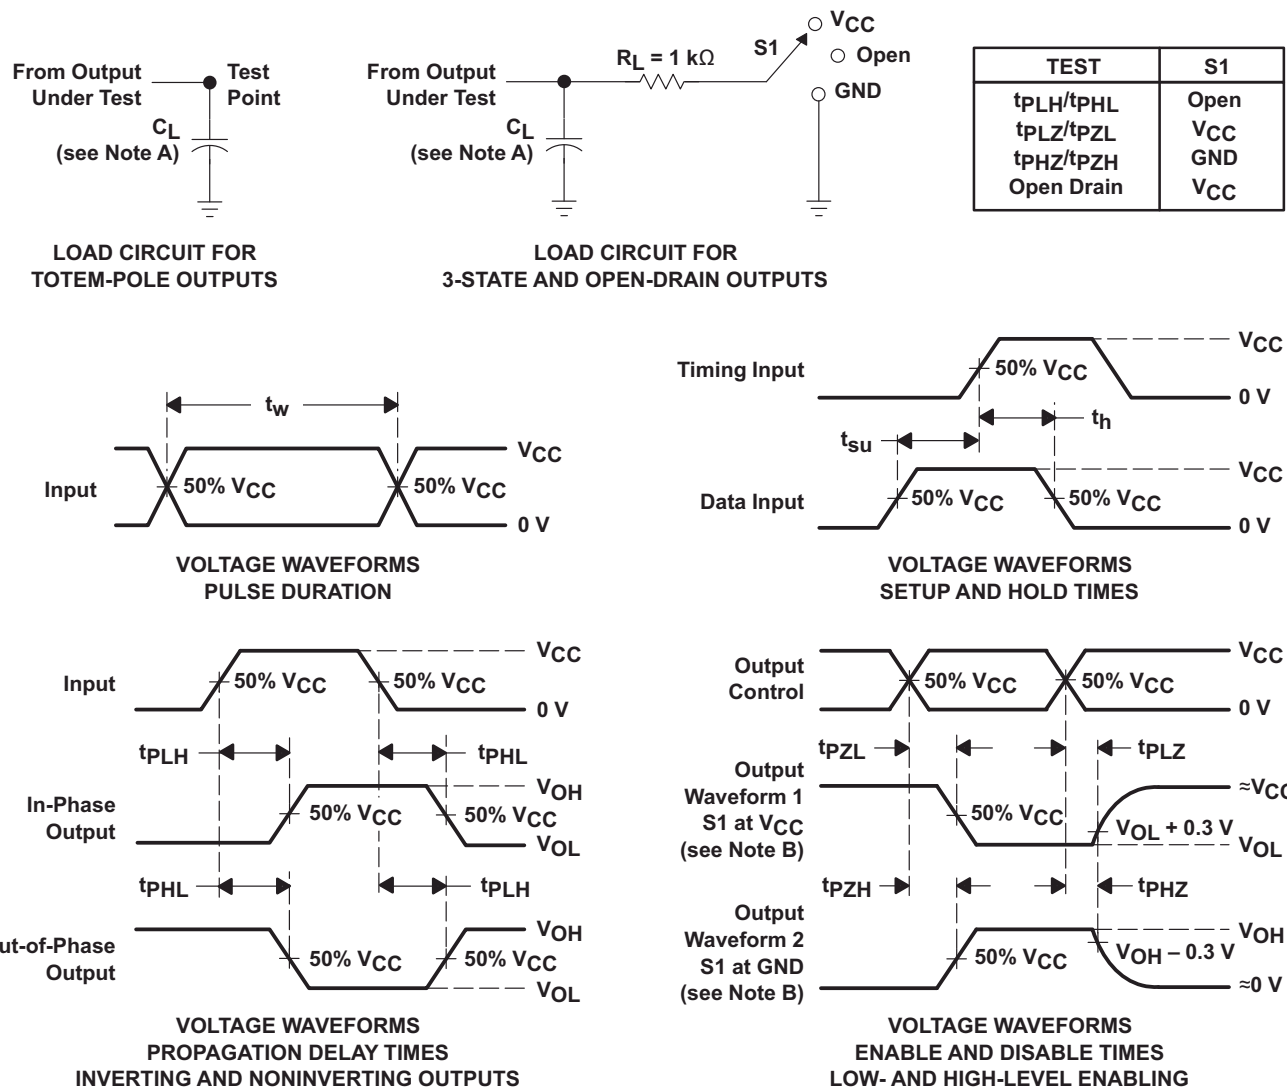 From Output
Under Test
Test
Point
CL
(see Note A)
LOAD CIRCUIT FOR
TOTEM-POLE OUTPUTS
From Output
Under Test
RL = 1 kΩ
S1
VCC
Open
GND
CL
(see Note A)
LOAD CIRCUIT FOR
3-STATE AND OPEN-DRAIN OUTPUTS
TEST S1
tPLH/tPHL Open
tPLZ/tPZL VCC
tPHZ/tPZH GND
Open Drain VCC
tw
Input
50% VCC
50% VCC
VCC
0 V
VOLTAGE WAVEFORMS
PULSE DURATION
Timing Input
50% VCC
VCC
0 V
tsu
th
Data Input
50% VCC
50% VCC
VCC
0 V
VOLTAGE WAVEFORMS
SETUP AND HOLD TIMES
Input
50% VCC
50% VCC
VCC
0 V
tPLH
tPHL
In-Phase
Output
50% VCC
50% VCC
VOH
VOL
tPHL
tPLH
ut-of-Phase
Output
50% VCC
50% VCC
VOH
VOL
VOLTAGE WAVEFORMS
PROPAGATION DELAY TIMES
INVERTING AND NONINVERTING OUTPUTS
Output
Control
50% VCC
50% VCC
VCC
0 V
tPZL
tPLZ
Output
Waveform 1
S1 at VCC
(see Note B)
50% VCC
≈VCC
VOL + 0.3 V
VOL
tPZH
tPHZ
Output
Waveform 2
S1 at GND
(see Note B)
50% VCC
VOH
VOH – 0.3 V
≈0 V
VOLTAGE WAVEFORMS
ENABLE AND DISABLE TIMES
LOW- AND HIGH-LEVEL ENABLING